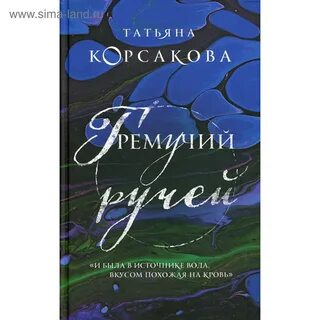 © www.sima-land.ru
ТАТЬЯНА
КОРСАКОВА
ГРЕМУЧИЙ
ручей
«И БЫЛА В ИСТОЧНИКЕ ВОДА,
ВКУСОМ ПОХОЖАЯ НА КРОВЬ»